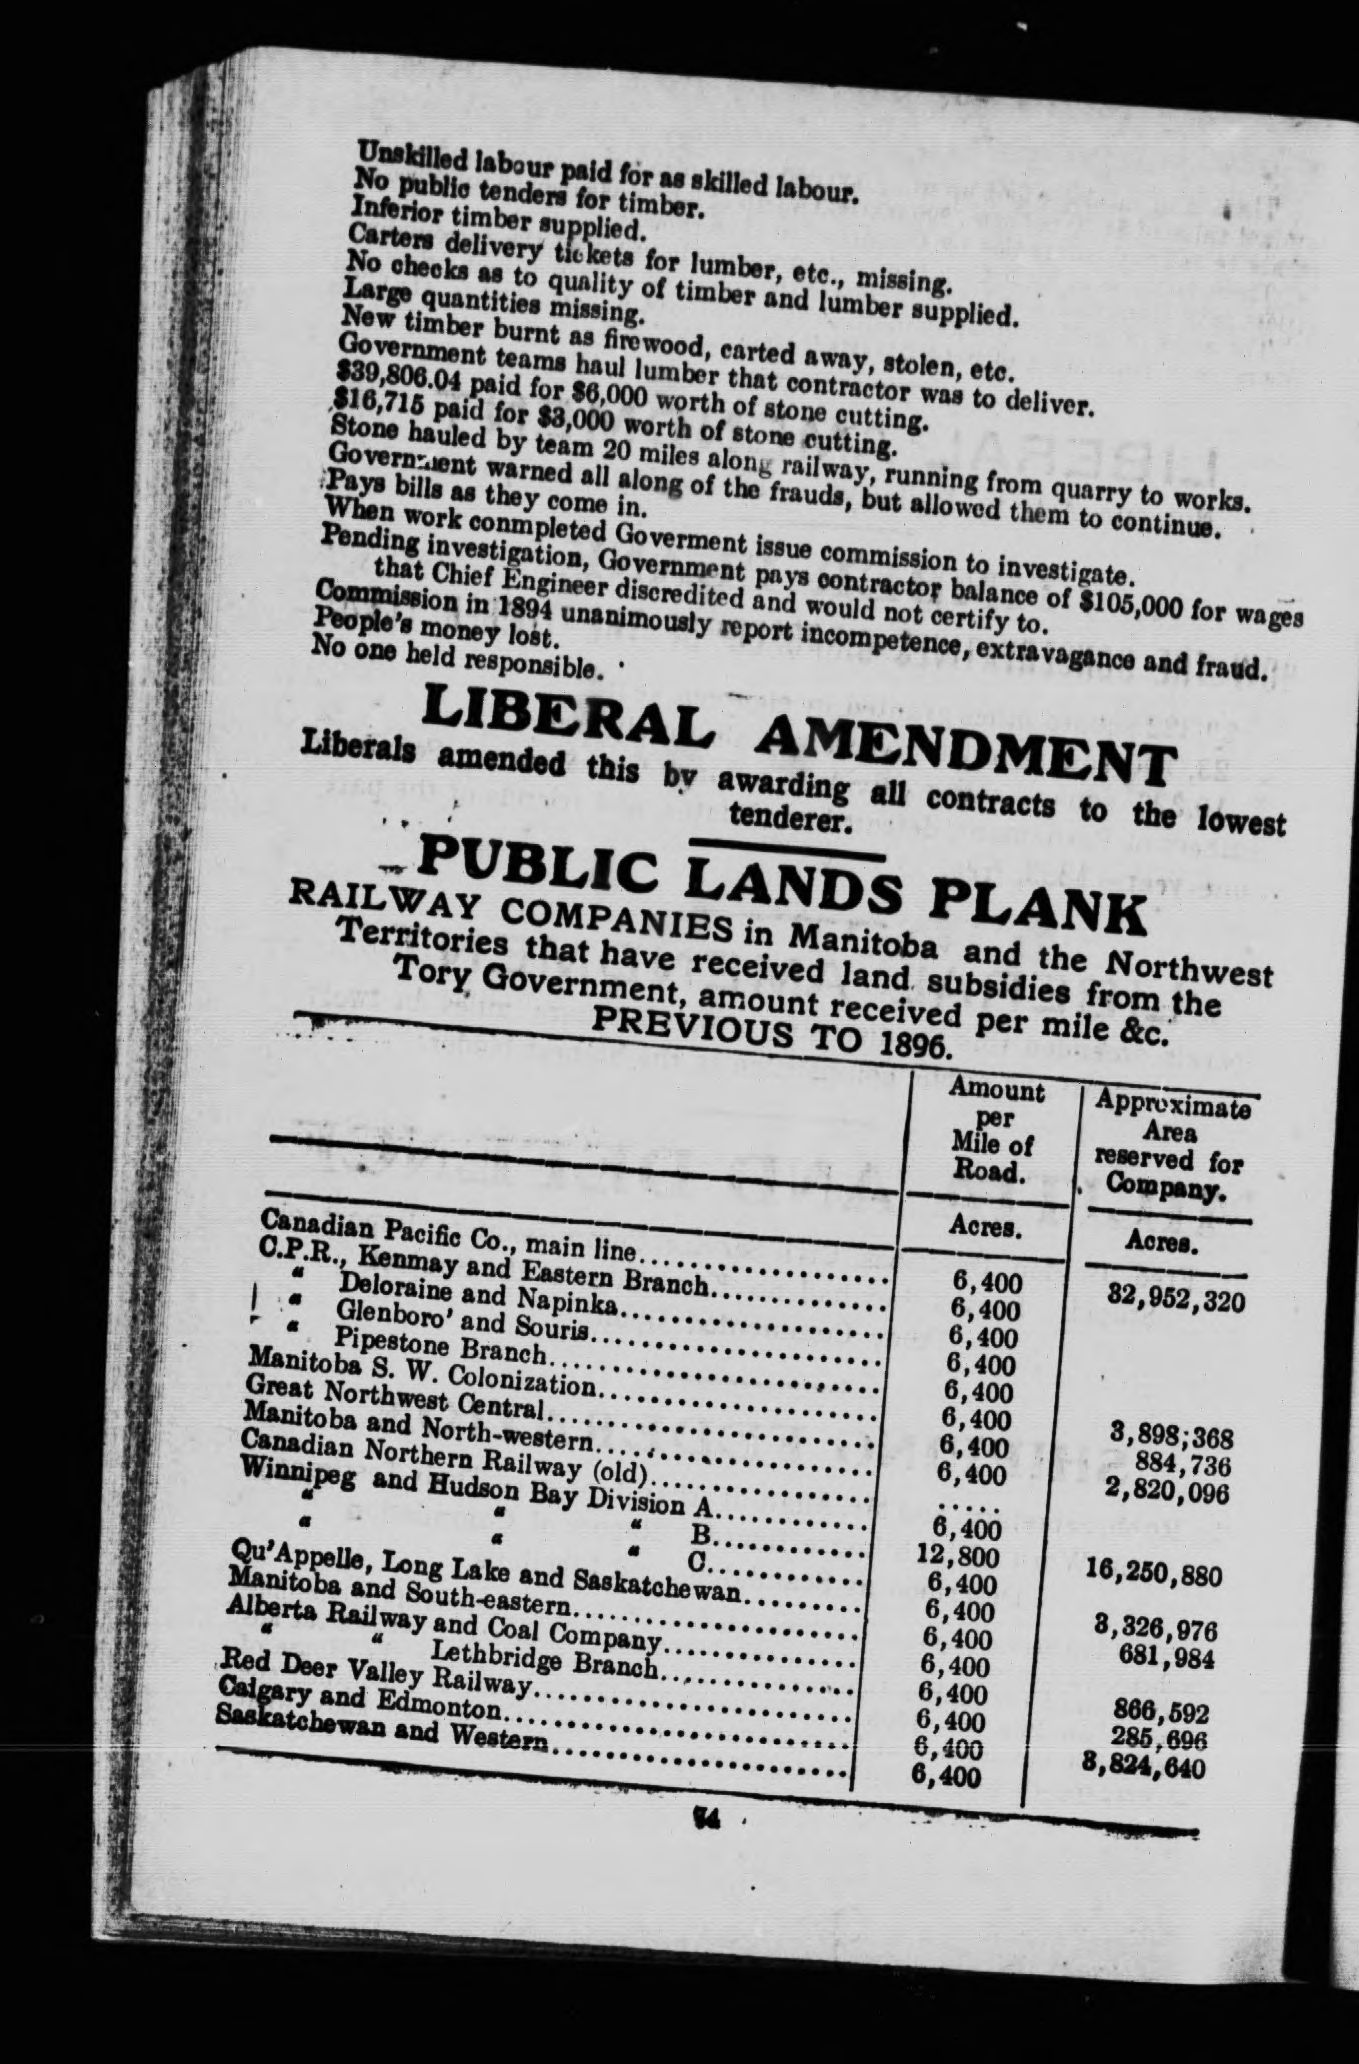 Unskilled labour paid for as skilled labour.
No public tenders for timber.
Inferior timber supplied.
Carters delivery tickets for lumber, etc., missing.
No checks as to quality of timber and lumber supplied.
Large quantities missing.
New timber burnt as firewood, carted away, stolen, etc.
Government teams haul lumber that contractor was to deliver.
$39,806.04 paid for $6,000 worth of stone cutting.
$16,715 paid for $3,000 worth of stone cutting.
Stone hauled by team 20 miles along railway, running from quarry to works.
Government warned all along of the frauds, but allowed them to continue.
Pays bills as they come in.
When work conmpleted Goverment issue commission to investigate.
Pending investigation, Government pays contractor balance of $105,000 for wages
that Chief Engineer discredited and would not certify to.
Commission in 1894 unanimously report incompetence, extravagance and fraud.
People's money lost.
No one held responsible.
LIBERAL AMENDMENT
Liberals amended this by awarding all contracts to the lowest
tenderer.
PUBLIC LANDS PLANK
RAILWAY COMPANIES in Manitoba and the Northwest
Territories that have received land subsidies from the
Tory Government, amount received per mile &c.
PREVIOUS TO 1896.
Amount per Mile of Road. Approximate Area reserved for Company.
Acres. Acres.
Canadian Pacific Co., main line.................... 6,400 32,952,320
C.P.R., Kenmay and Eastern Branch.............. 6,400
" Deloraine and Napinka..................... 6,400
" Glenboro' and Souris....................... 6,400
" Pipestone Branch.......................... 6,400
Manitoba S. W. Colonization...................... 6,400 3,898;368
Great Northwest Central.......................... 6,400 884,736
Manitoba and North-western...................... 6,400 2,820,096
Canadian Northern Railway (old).................. .....
Winnipeg and Hudson Bay Division A............ 6,400
" " " B............ 12,800 16,250,880
" " " C............ 6,400
Qu'Appelle, Long Lake and Saskatchewan......... 6,400 3,326,976
Manitoba and South-eastern....................... 6,400 681,984
Alberta Railway and Coal Company............... 6,400
" " Lethbridge Branch.............. 6,400 866,592
Red Deer Valley Railway......................... 6,400 285,696
Calgary and Edmonton........................... 6,400 3,824,640
Saskatchewan and Western....................... 6,400
74